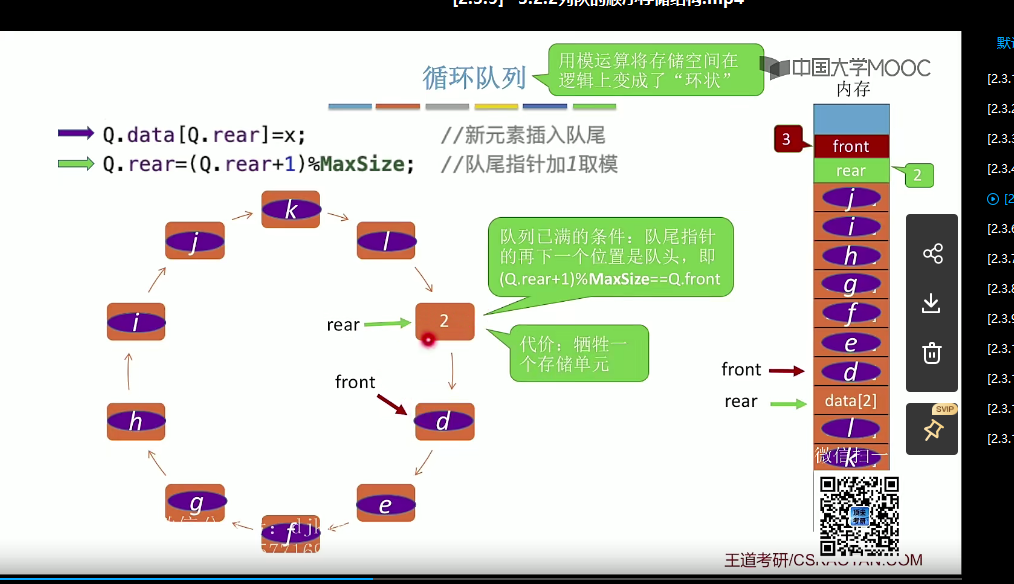 [2.3.5]--3.2.2列队的顺序存储结构.mp4
循环队列
用模运算将存储空间在
逻辑上变成了“环状”
中国大学MOOC
内存
Q.data[Q.rear]=x; //新元素插入队尾
Q.rear=(Q.rear+1)%MaxSize; //队尾指针加1取模
3
front
rear
2
j
i
h
g
f
e
d
data[2]
l
k
微信扫一
front
rear
队列已满的条件：队尾指针
的再下一个位置是队头，即
(Q.rear+1)%MaxSize==Q.front
代价：牺牲一
个存储单元
k
j
l
i
rear
2
front
h
d
g
e
f
SVIP
王道考研/CSKAOYAN.COM
[2.3.
[2.3.2
[2.3.3
[2.3.4
[2
[2.3.6
[2.3.7
[2.3.8
[2.3.9
[2.3.
[2.3.
[2.3.
[2.3.